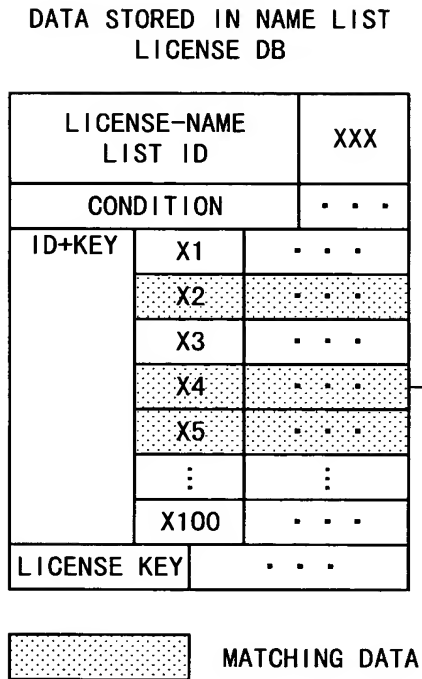 DATA STORED IN NAME LIST
LICENSE DB
LICENSE-NAME
LIST ID
XXX
CONDITION
・・・
ID+KEY
X1
・・・
X2
・・・
X3
・・・
X4
・・・
X5
・・・
⋮
⋮
X100
・・・
LICENSE KEY
・・・
MATCHING DATA